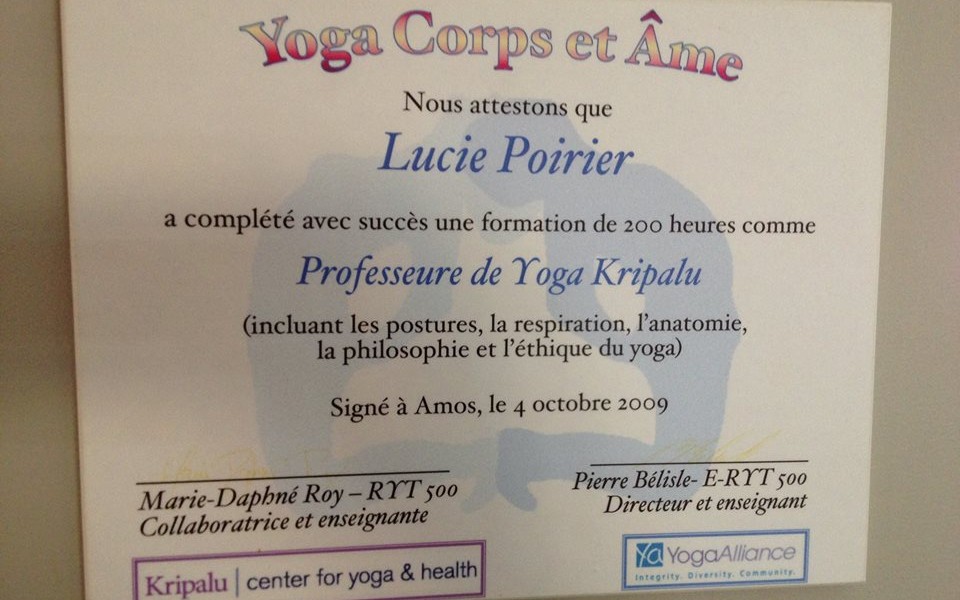 Yoga Corps et Âme
Nous attestons que
Lucie Poirier
a complété avec succès une formation de 200 heures comme
Professeure de Yoga Kripalu
(incluant les postures, la respiration, l'anatomie,
la philosophie et l'éthique du yoga)
Signé à Amos, le 4 octobre 2009
Marie-Daphné Roy – RYT 500
Collaboratrice et enseignante
Pierre Bélisle- E-RYT 500
Directeur et enseignant
Kripalu | center for yoga & health
Ya YogaAlliance
Integrity. Diversity. Community.